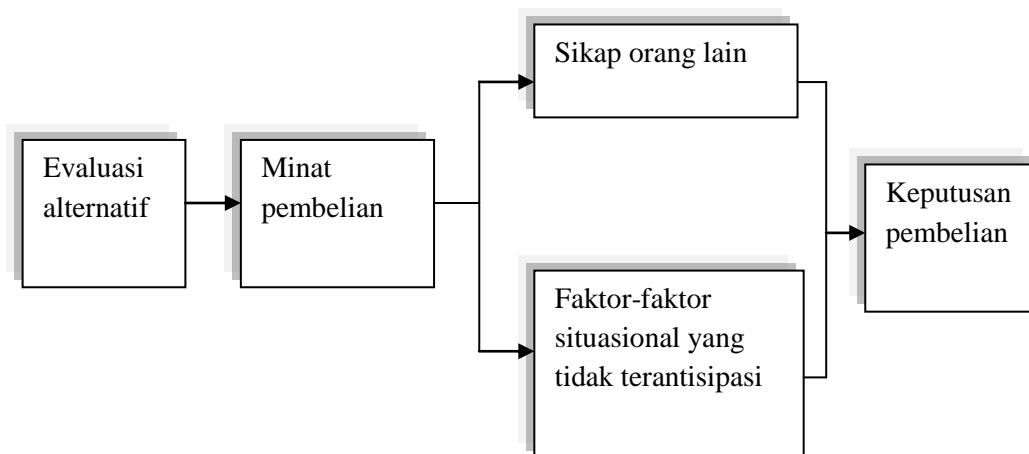 Evaluasi
alternatif
Minat
pembelian
Sikap orang lain
Faktor-faktor
situasional yang
tidak terantisipasi
Keputusan
pembelian